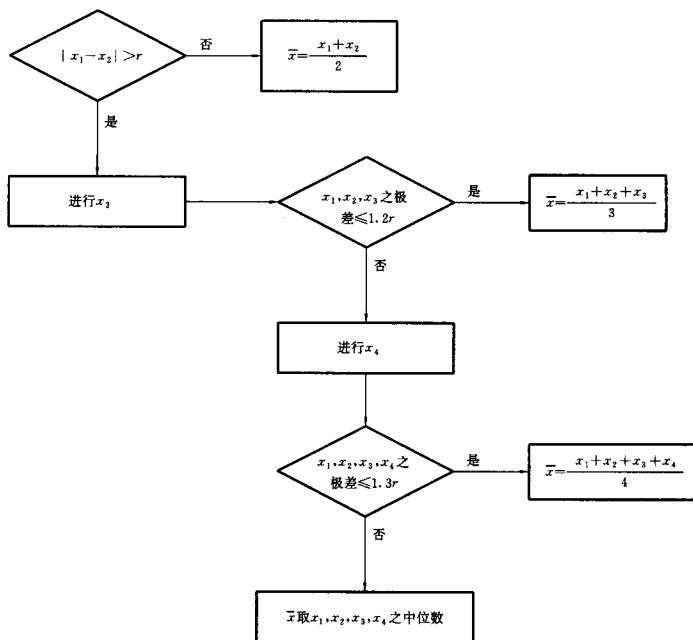 |x₁-x₂|>r
否
x̄=(x₁+x₂)/2
是
进行x₃
x₁,x₂,x₃之极
差≤1.2r
是
x̄=(x₁+x₂+x₃)/3
否
进行x₄
x₁,x₂,x₃,x₄之
极差≤1.3r
是
x̄=(x₁+x₂+x₃+x₄)/4
否
x̄取x₁,x₂,x₃,x₄之中位数